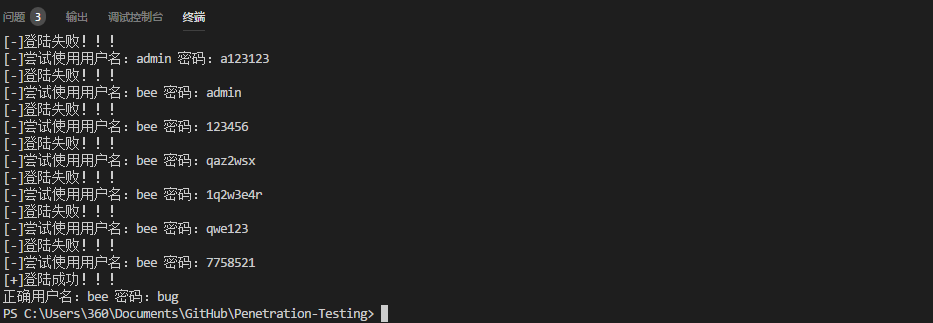 问题 3 输出 调试控制台 终端
[-]登陆失败!!!
[-]尝试使用用户名: admin 密码: a123123
[-]登陆失败!!!
[-]尝试使用用户名: bee 密码: admin
[-]登陆失败!!!
[-]尝试使用用户名: bee 密码: 123456
[-]登陆失败!!!
[-]尝试使用用户名: bee 密码: qaz2wsx
[-]登陆失败!!!
[-]尝试使用用户名: bee 密码: 1q2w3e4r
[-]登陆失败!!!
[-]尝试使用用户名: bee 密码: qwe123
[-]登陆失败!!!
[-]尝试使用用户名: bee 密码: 7758521
[+]登陆成功!!!
正确用户名: bee 密码: bug
PS C:\Users\360\Documents\GitHub\Penetration-Testing>